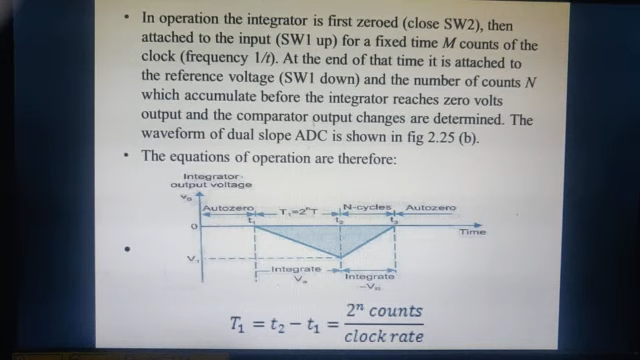 • In operation the integrator is first zeroed (close SW2), then
attached to the input (SW1 up) for a fixed time M counts of the
clock (frequency 1/t). At the end of that time it is attached to
the reference voltage (SW1 down) and the number of counts N
which accumulate before the integrator reaches zero volts
output and the comparator output changes are determined. The
waveform of dual slope ADC is shown in fig 2.25 (b).
• The equations of operation are therefore:
Integrator
output voltage
Autozero T₁=2ⁿT N-cycles Autozero
0 t₁ t₂ t₃
Time
V₁
Integrate Integrate
T₁ = t₂ − t₁ = 2ⁿ counts
clock rate